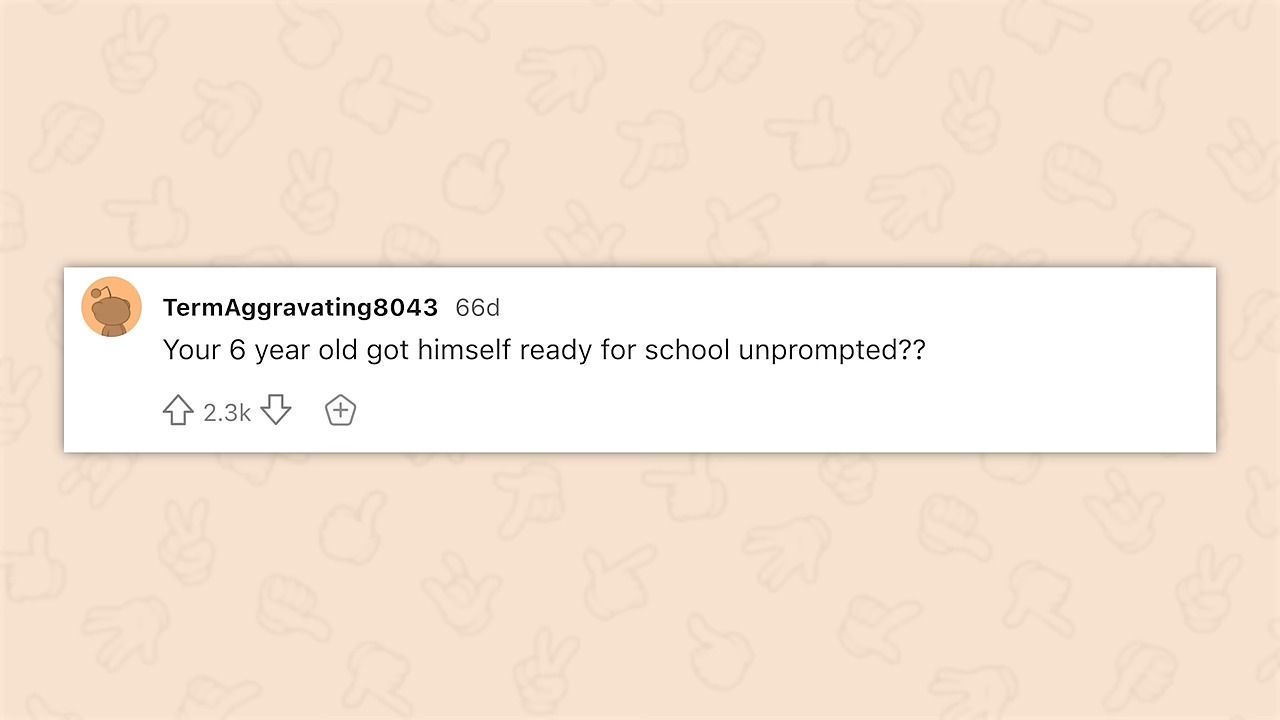 TermAggravating8043 66d
Your 6 year old got himself ready for school unprompted??
2.3k